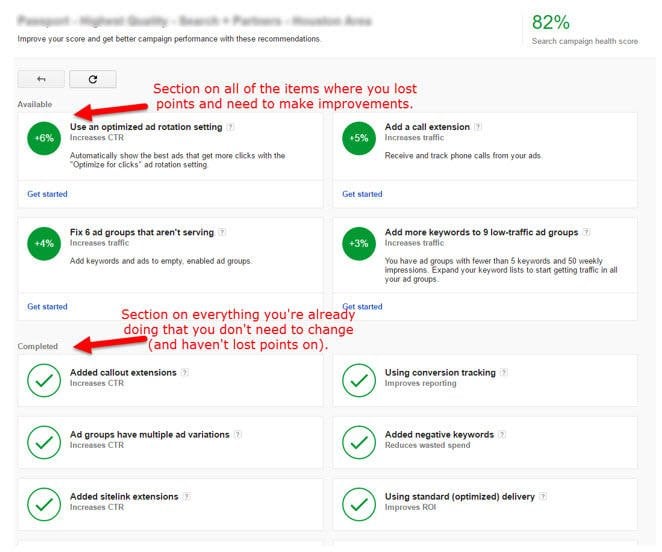 Passport - Highest Quality - Search + Partners - Houston Area
Improve your score and get better campaign performance with these recommendations.
82%
Search campaign health score
Section on all of the items where you lost
points and need to make improvements.
Available
+6%
Use an optimized ad rotation setting ?
Increases CTR
Automatically show the best ads that get more clicks with the
"Optimize for clicks" ad rotation setting.
Get started
+5%
Add a call extension ?
Increases traffic
Receive and track phone calls from your ads.
Get started
+4%
Fix 6 ad groups that aren't serving ?
Increases traffic
Add keywords and ads to empty, enabled ad groups.
Get started
+3%
Add more keywords to 9 low-traffic ad groups ?
Increases traffic
You have ad groups with fewer than 5 keywords and 50 weekly
impressions. Expand your keyword lists to start getting traffic in all
your ad groups.
Get started
Section on everything you're already
doing that you don't need to change
(and haven't lost points on).
Completed
Added callout extensions ?
Increases CTR
Using conversion tracking ?
Improves reporting
Ad groups have multiple ad variations ?
Increases CTR
Added negative keywords ?
Reduces wasted spend
Added sitelink extensions ?
Increases CTR
Using standard (optimized) delivery ?
Improves ROI